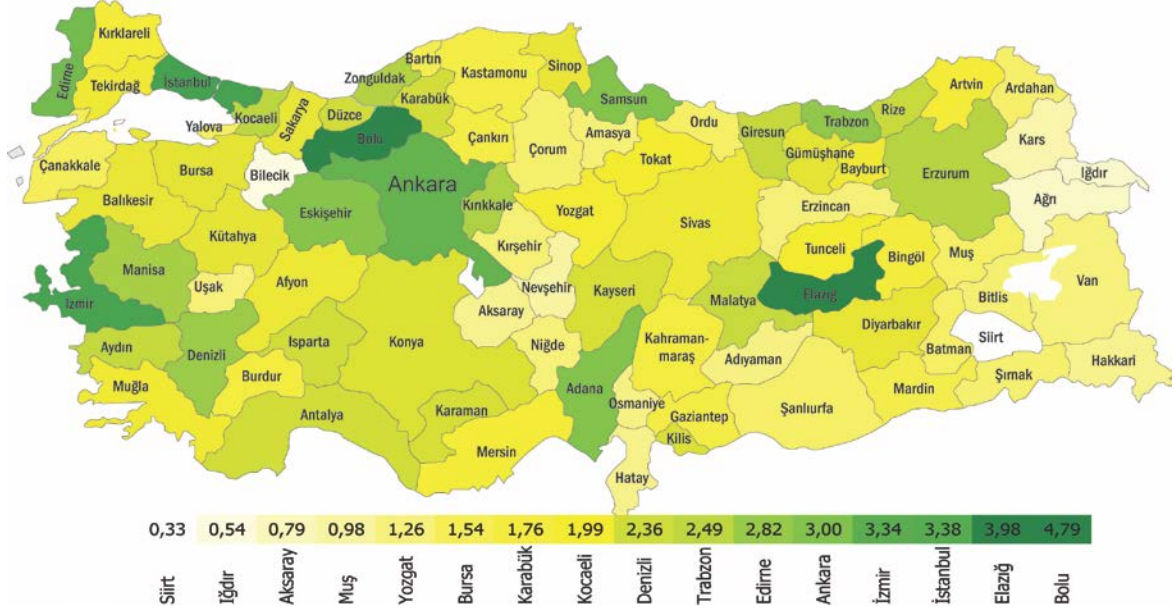 Kırklareli
Edirne
Tekirdağ
İstanbul
Kocaeli
Yalova
Sakarya
Düzce
Bolu
Zonguldak
Bartın
Karabük
Kastamonu
Çankırı
Sinop
Samsun
Çorum
Amasya
Tokat
Ordu
Giresun
Gümüşhane
Trabzon
Bayburt
Rize
Artvin
Ardahan
Kars
Iğdır
Ağrı
Erzurum
Erzincan
Çanakkale
Balıkesir
Bursa
Bilecik
Kütahya
Eskişehir
Ankara
Kırıkkale
Kırşehir
Yozgat
Sivas
Tunceli
Bingöl
Muş
Bitlis
Van
Elazığ
Malatya
İzmir
Manisa
Uşak
Afyon
Konya
Aksaray
Nevşehir
Niğde
Kayseri
Kahraman-
maraş
Adıyaman
Diyarbakır
Batman
Siirt
Şırnak
Hakkari
Aydın
Denizli
Isparta
Burdur
Muğla
Antalya
Karaman
Mersin
Adana
Osmaniye
Gaziantep
Kilis
Hatay
Şanlıurfa
Mardin
0,33 0,54 0,79 0,98 1,26 1,54 1,76 1,99 2,36 2,49 2,82 3,00 3,34 3,38 3,98 4,79
Siirt
Iğdır
Aksaray
Muş
Yozgat
Bursa
Karabük
Kocaeli
Denizli
Trabzon
Edirne
Ankara
İzmir
İstanbul
Elazığ
Bolu